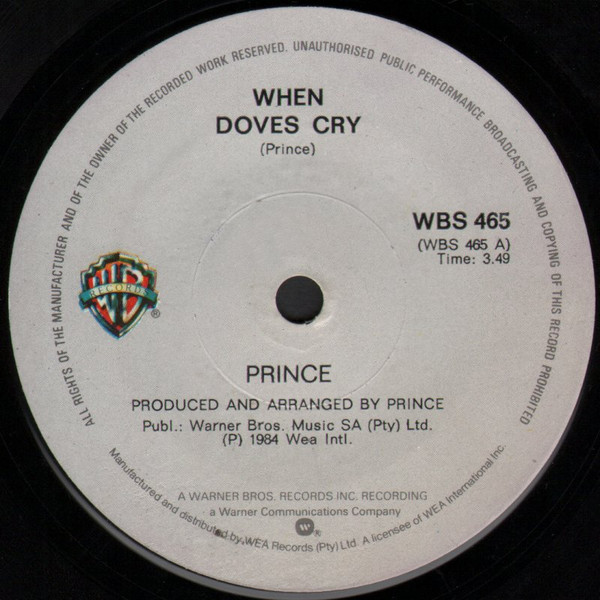 ALL RIGHTS OF THE MANUFACTURER AND OF THE OWNER OF THE RECORDED WORK RESERVED. UNAUTHORISED PUBLIC PERFORMANCE BROADCASTING AND COPYING OF THIS RECORD PROHIBITED
WHEN
DOVES CRY
(Prince)
WBS 465
(WBS 465 A)
Time: 3.49
WB
RECORDS
®
PRINCE
PRODUCED AND ARRANGED BY PRINCE
Publ.: Warner Bros. Music SA (Pty) Ltd.
(P) 1984 Wea Intl.
A WARNER BROS. RECORDS INC. RECORDING
a Warner Communications Company
®
Manufactured and distributed by WEA Records (Pty) Ltd. A licensee of WEA International Inc.